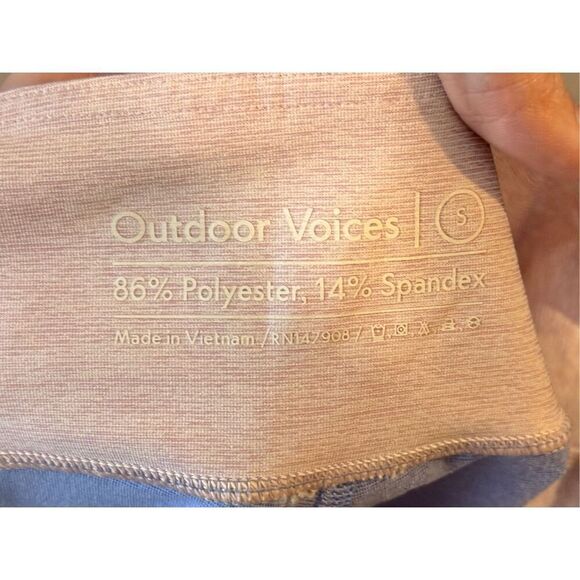 Outdoor Voices | S
86% Polyester, 14% Spandex
Made in Vietnam /RN147908/